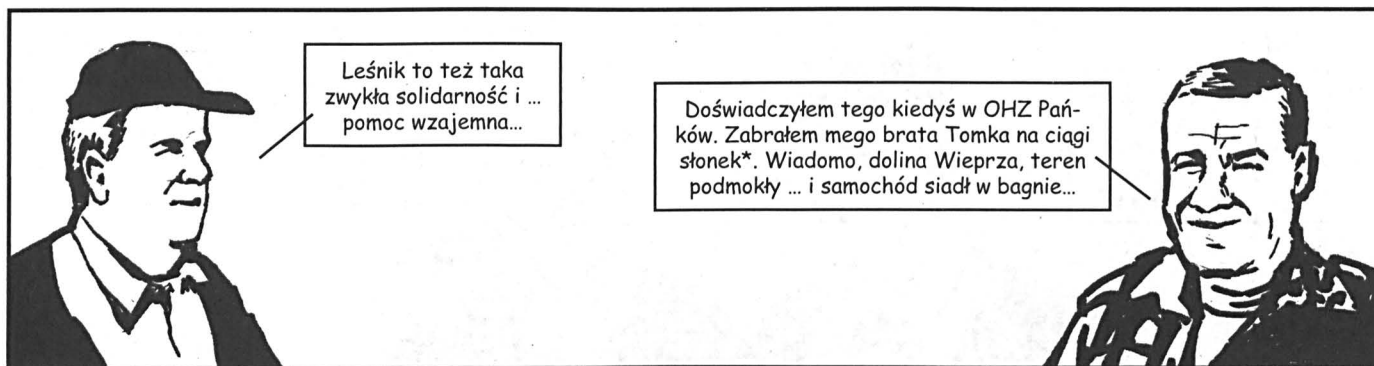 Leśnik to też taka
zwykła solidarność i ...
pomoc wzajemna...
Doświadczyłem tego kiedyś w OHZ Pań-
ków. Zabrałem mego brata Tomka na ciągi
słonek*. Wiadomo, dolina Wieprza, teren
podmokły ... i samochód siadł w bagnie...